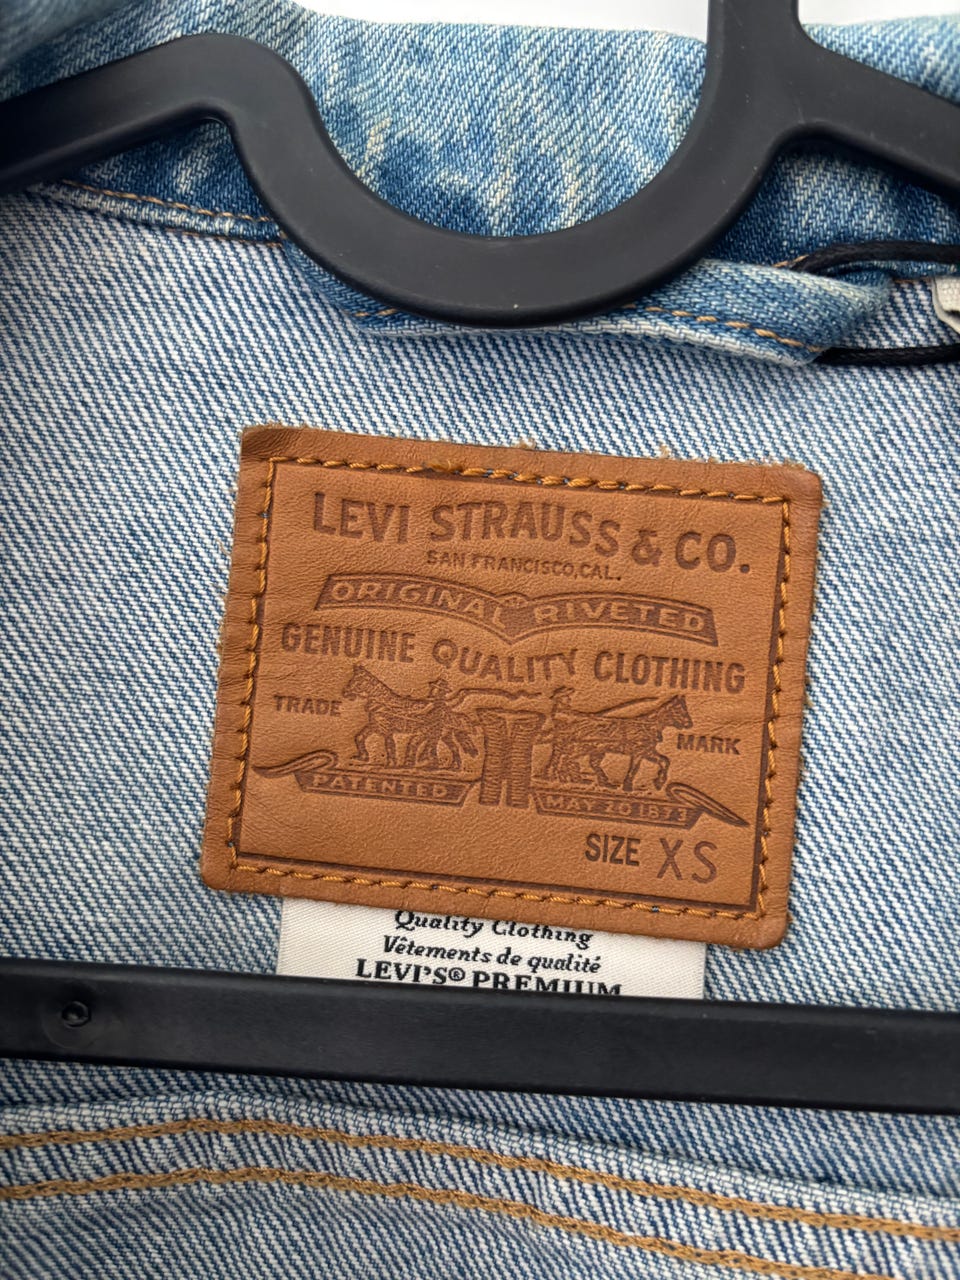 LEVI STRAUSS & CO.
SAN FRANCISCO, CAL.
ORIGINAL RIVETED
GENUINE QUALITY CLOTHING
TRADE MARK
PATENTED MAY 20 1873
SIZE XS
Quality Clothing
Vêtements de qualité
LEVI'S® PREMIUM